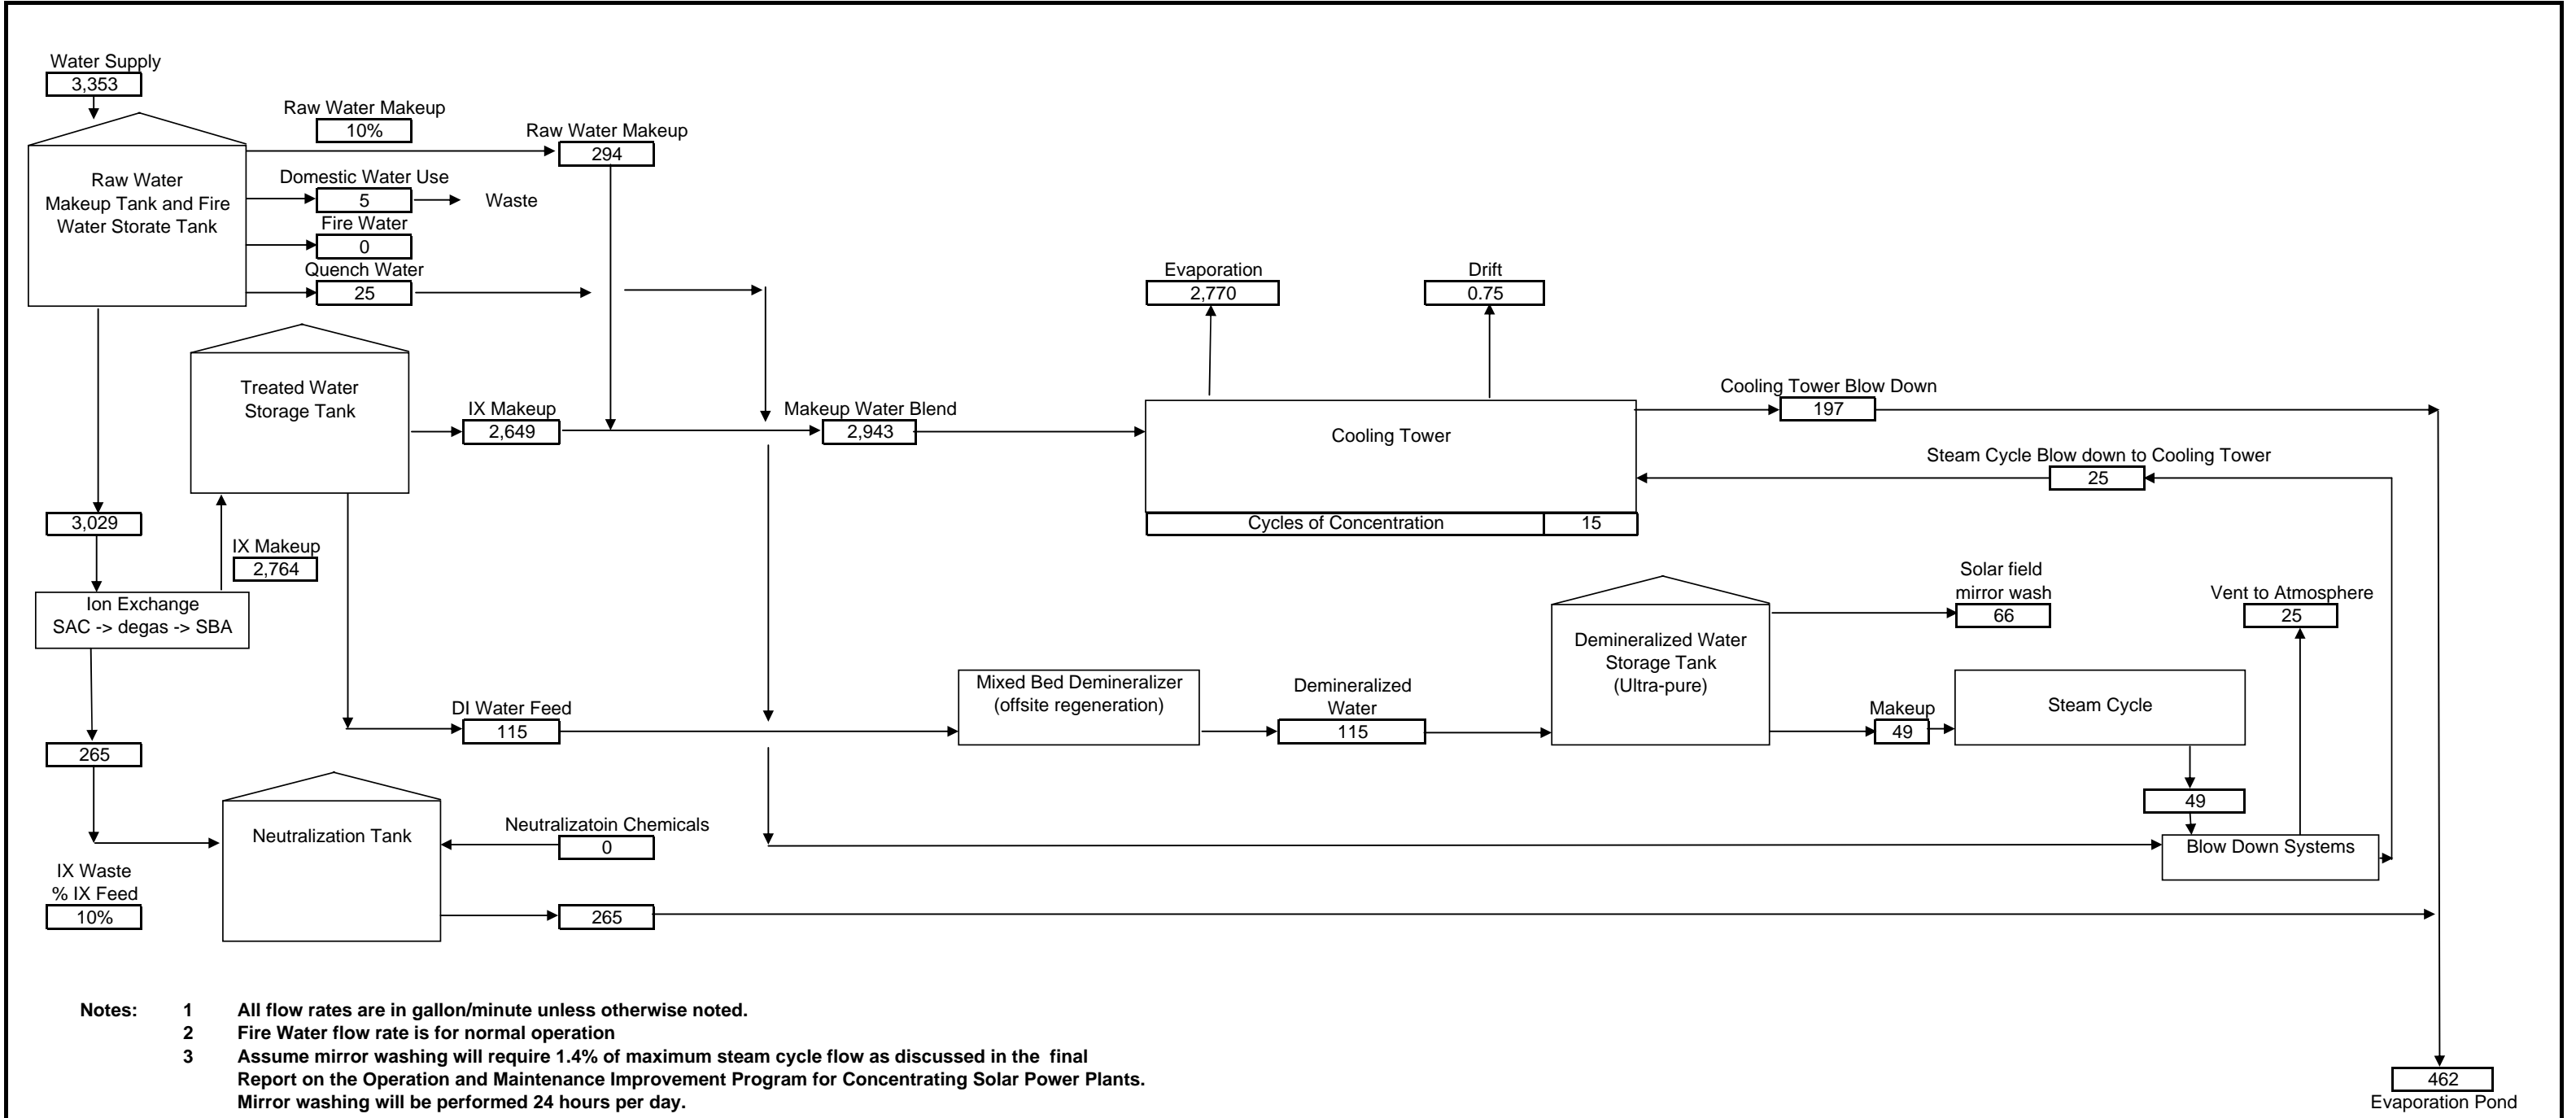 Water Supply
3,353
Raw Water Makeup
10%
Raw Water Makeup
294
Raw Water
Makeup Tank and Fire
Water Storate Tank
Domestic Water Use
5
Waste
Fire Water
0
Quench Water
25
Evaporation
2,770
Drift
0.75
Treated Water
Storage Tank
IX Makeup
2,649
Makeup Water Blend
2,943
Cooling Tower
Cooling Tower Blow Down
197
Steam Cycle Blow down to Cooling Tower
25
Cycles of Concentration
15
3,029
IX Makeup
2,764
Ion Exchange
SAC -> degas -> SBA
Solar field
mirror wash
66
Vent to Atmosphere
25
Demineralized Water
Storage Tank
(Ultra-pure)
Mixed Bed Demineralizer
(offsite regeneration)
Demineralized
Water
115
DI Water Feed
115
Makeup
49
Steam Cycle
265
49
Neutralization Tank
Neutralizatoin Chemicals
0
Blow Down Systems
IX Waste
% IX Feed
10%
265
Notes: 1 All flow rates are in gallon/minute unless otherwise noted.
2 Fire Water flow rate is for normal operation
3 Assume mirror washing will require 1.4% of maximum steam cycle flow as discussed in the final
Report on the Operation and Maintenance Improvement Program for Concentrating Solar Power Plants.
Mirror washing will be performed 24 hours per day.
462
Evaporation Pond